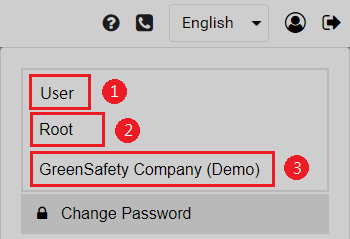 English
User 1
Root 2
GreenSafety Company (Demo) 3
Change Password